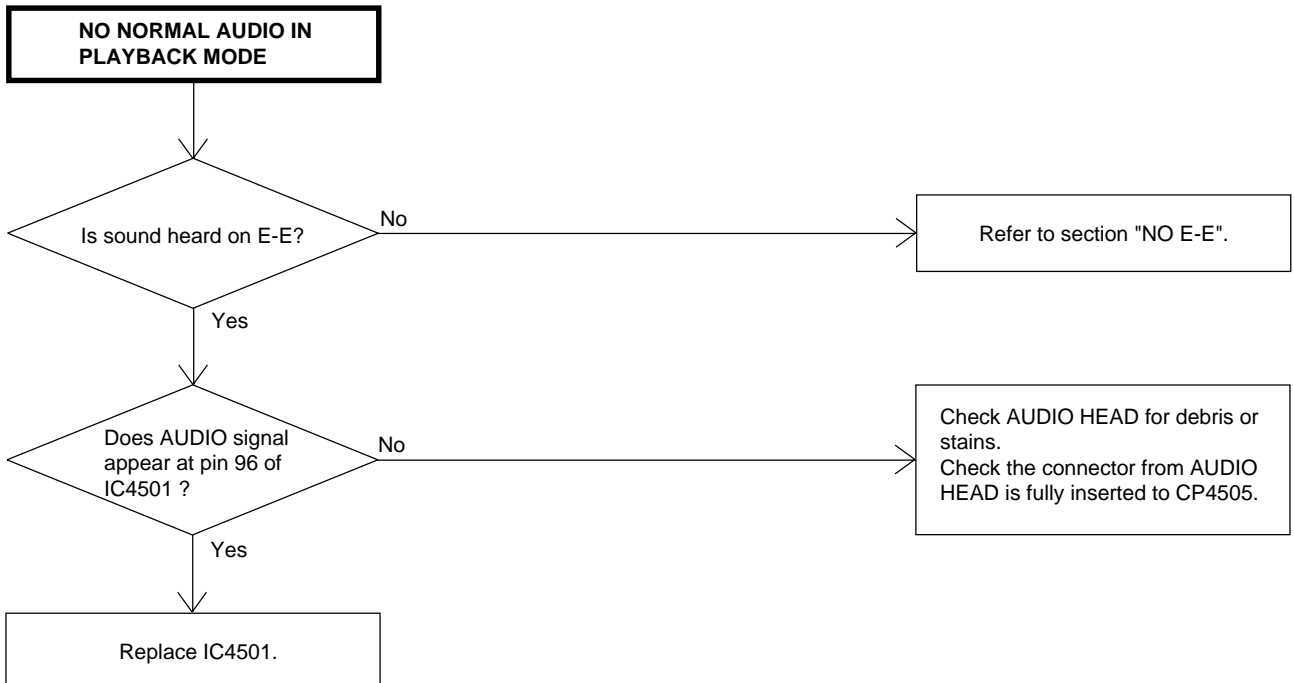 NO NORMAL AUDIO IN
PLAYBACK MODE
Is sound heard on E-E?
No
Refer to section "NO E-E".
Yes
Does AUDIO signal
appear at pin 96 of
IC4501 ?
No
Check AUDIO HEAD for debris or
stains.
Check the connector from AUDIO
HEAD is fully inserted to CP4505.
Yes
Replace IC4501.